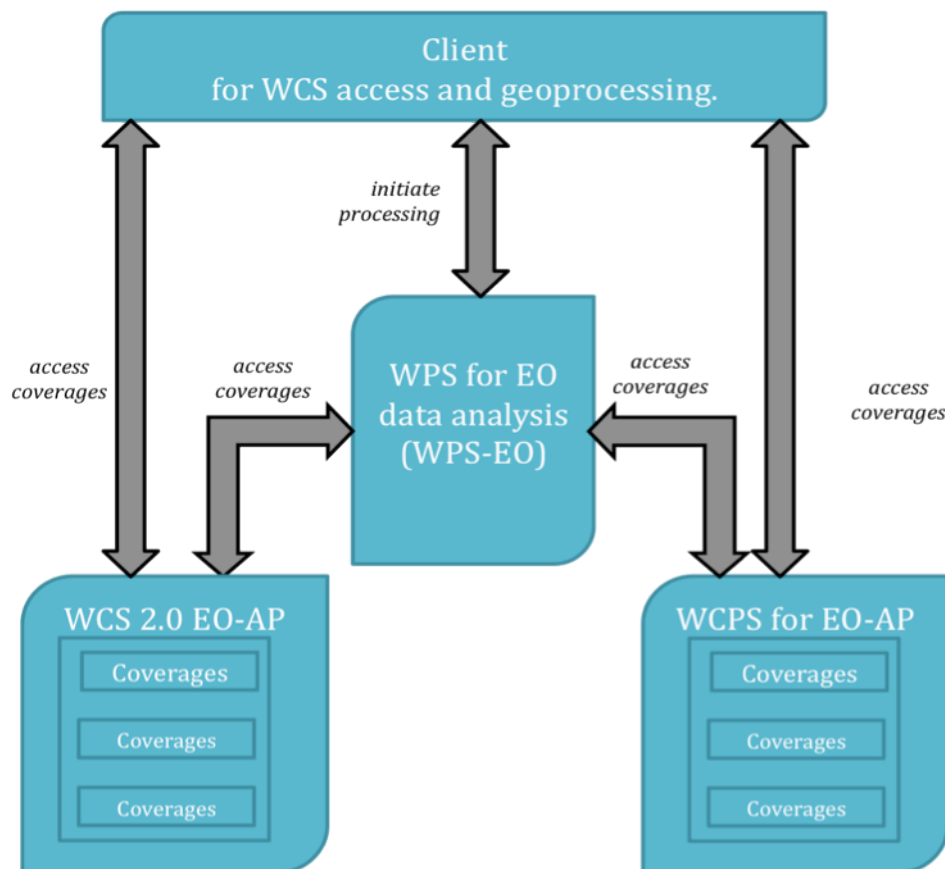 Client
for WCS access and geoprocessing.
initiate
processing
access
coverages
access
coverages
WPS for EO
data analysis
(WPS-EO)
access
coverages
access
coverages
WCS 2.0 EO-AP
Coverages
Coverages
Coverages
WCPS for EO-AP
Coverages
Coverages
Coverages